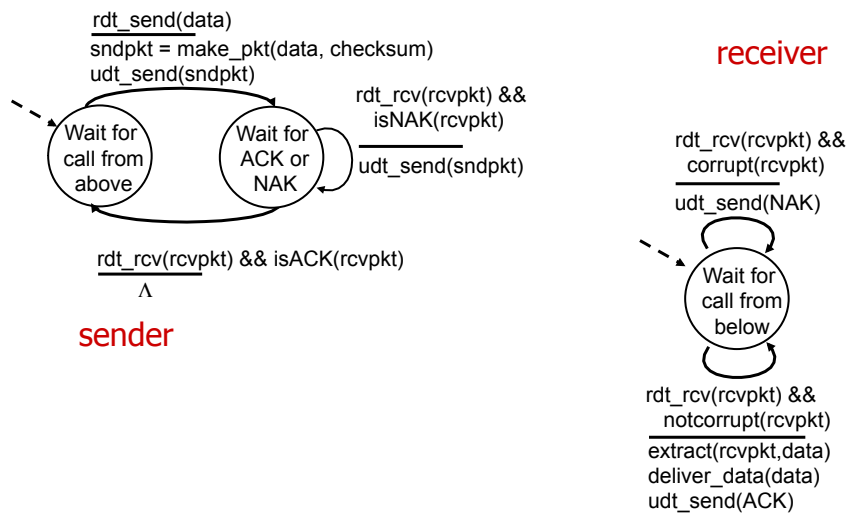 rdt_send(data)
sndpkt = make_pkt(data, checksum)
udt_send(sndpkt)
Wait for
call from
above
Wait for
ACK or
NAK
rdt_rcv(rcvpkt) &&
isNAK(rcvpkt)
udt_send(sndpkt)
rdt_rcv(rcvpkt) && isACK(rcvpkt)
Λ
sender
receiver
rdt_rcv(rcvpkt) &&
corrupt(rcvpkt)
udt_send(NAK)
Wait for
call from
below
rdt_rcv(rcvpkt) &&
notcorrupt(rcvpkt)
extract(rcvpkt,data)
deliver_data(data)
udt_send(ACK)